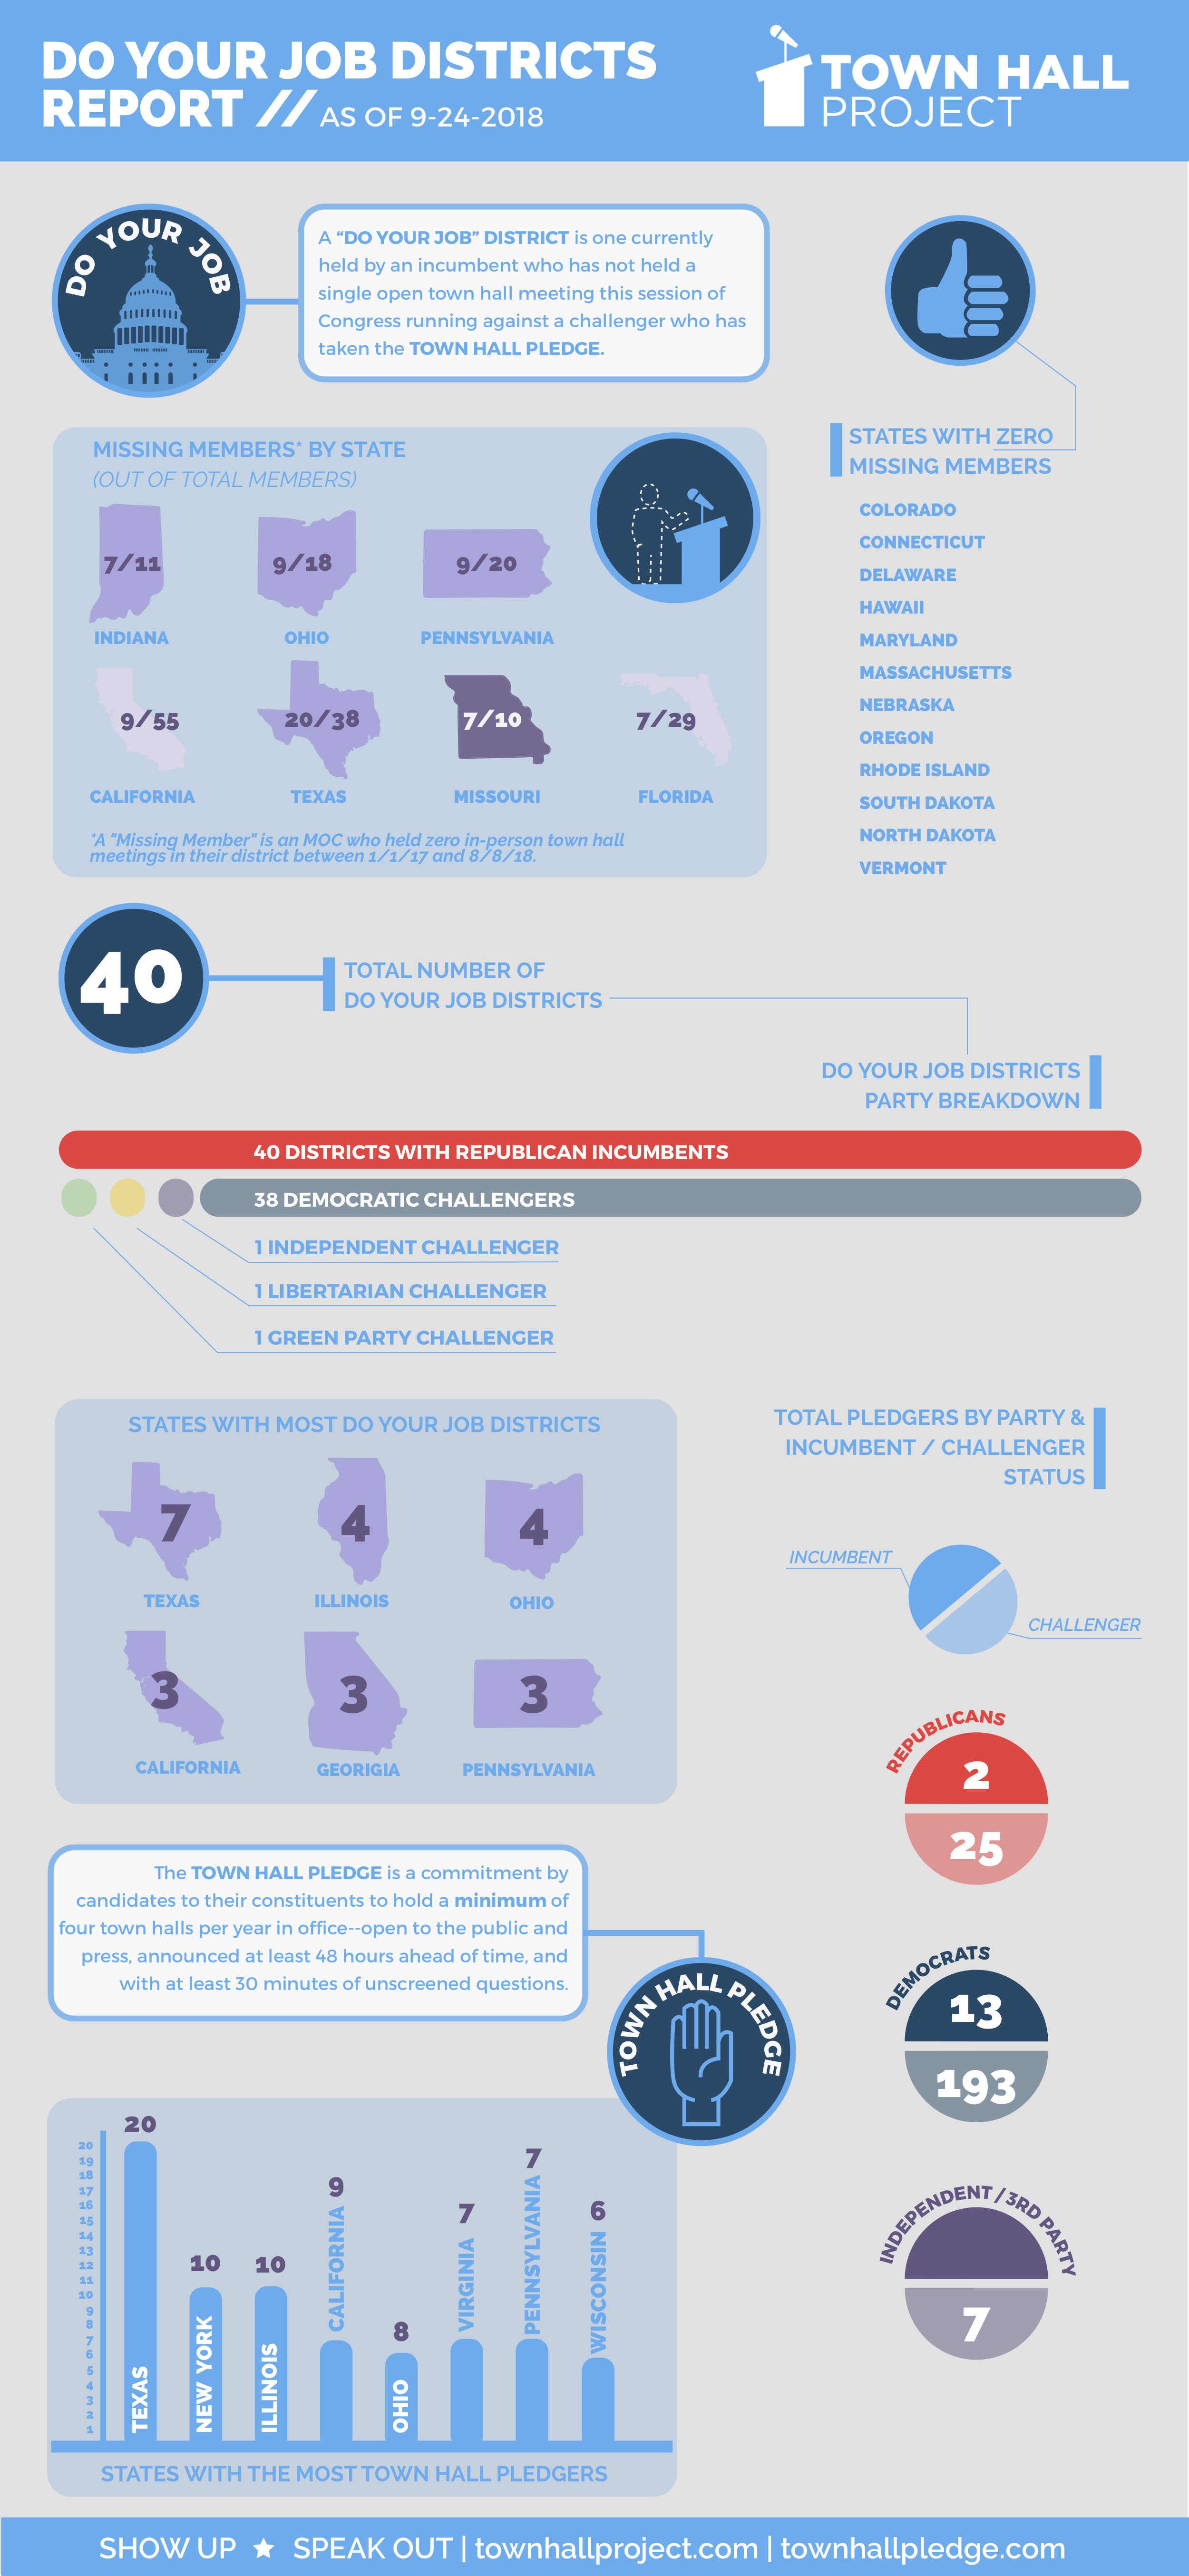 DO YOUR JOB DISTRICTS
REPORT // AS OF 9-24-2018
TOWN HALL
PROJECT
DO YOUR JOB
A “DO YOUR JOB” DISTRICT is one currently
held by an incumbent who has not held a
single open town hall meeting this session of
Congress running against a challenger who has
taken the TOWN HALL PLEDGE.
MISSING MEMBERS* BY STATE
(OUT OF TOTAL MEMBERS)
7/11
9/18
9/20
INDIANA
OHIO
PENNSYLVANIA
9/55
20/38
7/10
7/29
CALIFORNIA
TEXAS
MISSOURI
FLORIDA
*A "Missing Member" is an MOC who held zero in-person town hall
meetings in their district between 1/1/17 and 8/8/18.
STATES WITH ZERO
MISSING MEMBERS
COLORADO
CONNECTICUT
DELAWARE
HAWAII
MARYLAND
MASSACHUSETTS
NEBRASKA
OREGON
RHODE ISLAND
SOUTH DAKOTA
NORTH DAKOTA
VERMONT
40
TOTAL NUMBER OF
DO YOUR JOB DISTRICTS
DO YOUR JOB DISTRICTS
PARTY BREAKDOWN
40 DISTRICTS WITH REPUBLICAN INCUMBENTS
38 DEMOCRATIC CHALLENGERS
1 INDEPENDENT CHALLENGER
1 LIBERTARIAN CHALLENGER
1 GREEN PARTY CHALLENGER
STATES WITH MOST DO YOUR JOB DISTRICTS
7
4
4
TEXAS
ILLINOIS
OHIO
3
3
3
CALIFORNIA
GEORIGIA
PENNSYLVANIA
TOTAL PLEDGERS BY PARTY &
INCUMBENT / CHALLENGER
STATUS
INCUMBENT
CHALLENGER
REPUBLICANS
2
25
DEMOCRATS
13
193
INDEPENDENT / 3RD PARTY
7
The TOWN HALL PLEDGE is a commitment by
candidates to their constituents to hold a minimum of
four town halls per year in office--open to the public and
press, announced at least 48 hours ahead of time, and
with at least 30 minutes of unscreened questions.
TOWN HALL PLEDGE
20
19
18
17
16
15
14
13
12
11
10
9
8
7
6
5
4
3
2
1
20
TEXAS
10
NEW YORK
10
ILLINOIS
9
CALIFORNIA
8
OHIO
7
VIRGINIA
7
PENNSYLVANIA
6
WISCONSIN
STATES WITH THE MOST TOWN HALL PLEDGERS
SHOW UP ★ SPEAK OUT | townhallproject.com | townhallpledge.com